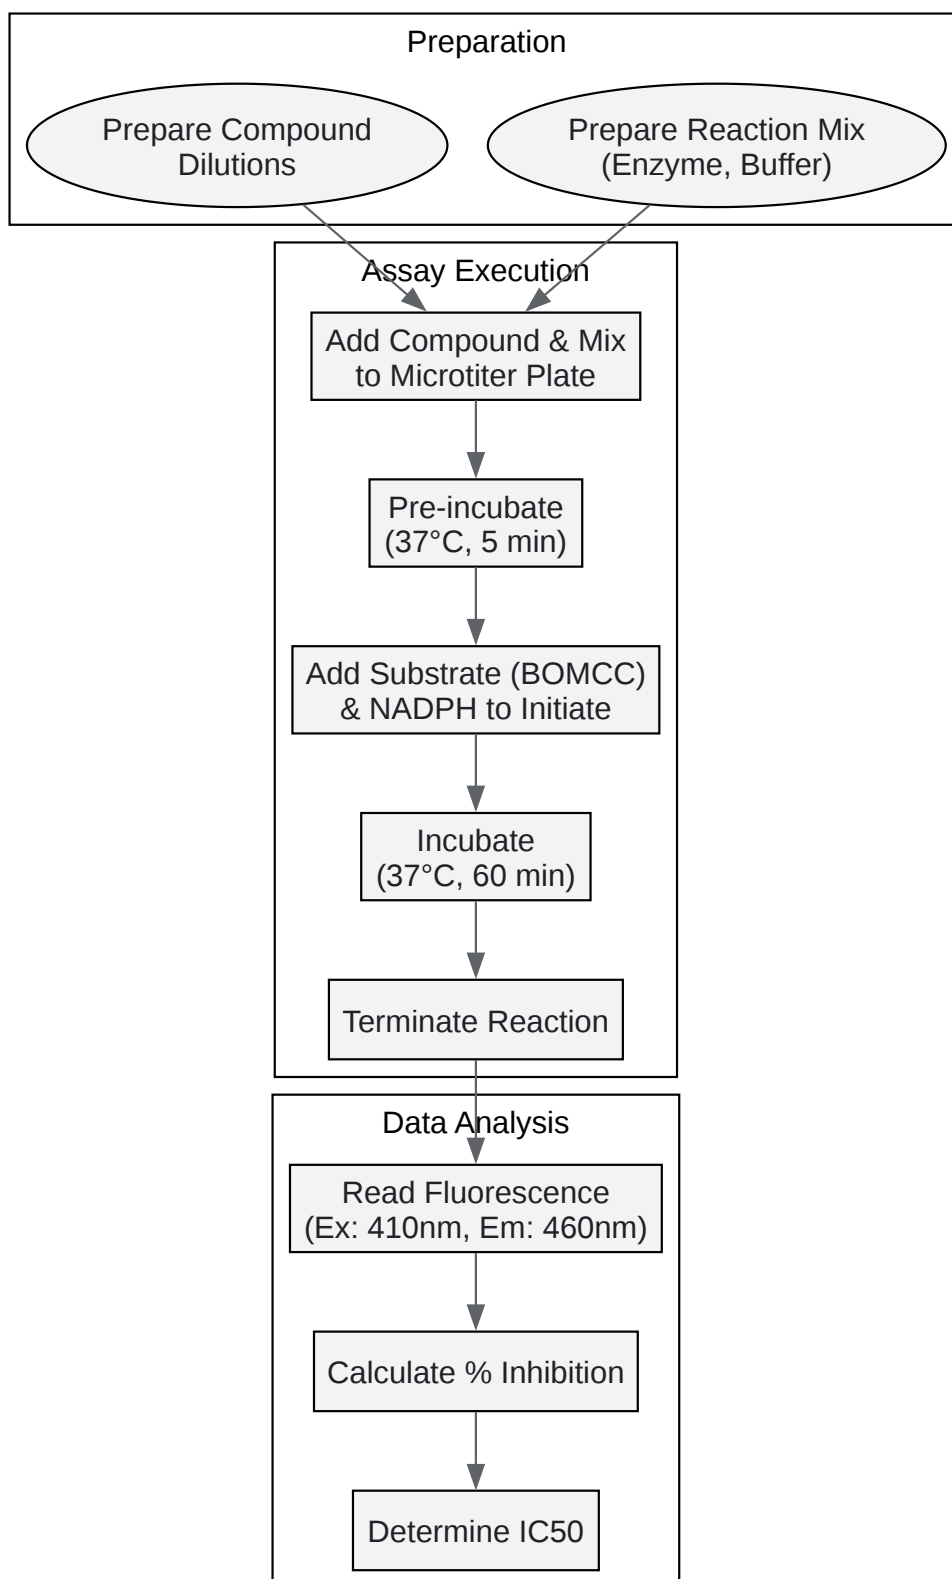 Preparation
Prepare Compound
Dilutions
Prepare Reaction Mix
(Enzyme, Buffer)
Assay Execution
Add Compound & Mix
to Microtiter Plate
Pre-incubate
(37°C, 5 min)
Add Substrate (BOMCC)
& NADPH to Initiate
Incubate
(37°C, 60 min)
Terminate Reaction
Data Analysis
Read Fluorescence
(Ex: 410nm, Em: 460nm)
Calculate % Inhibition
Determine IC50